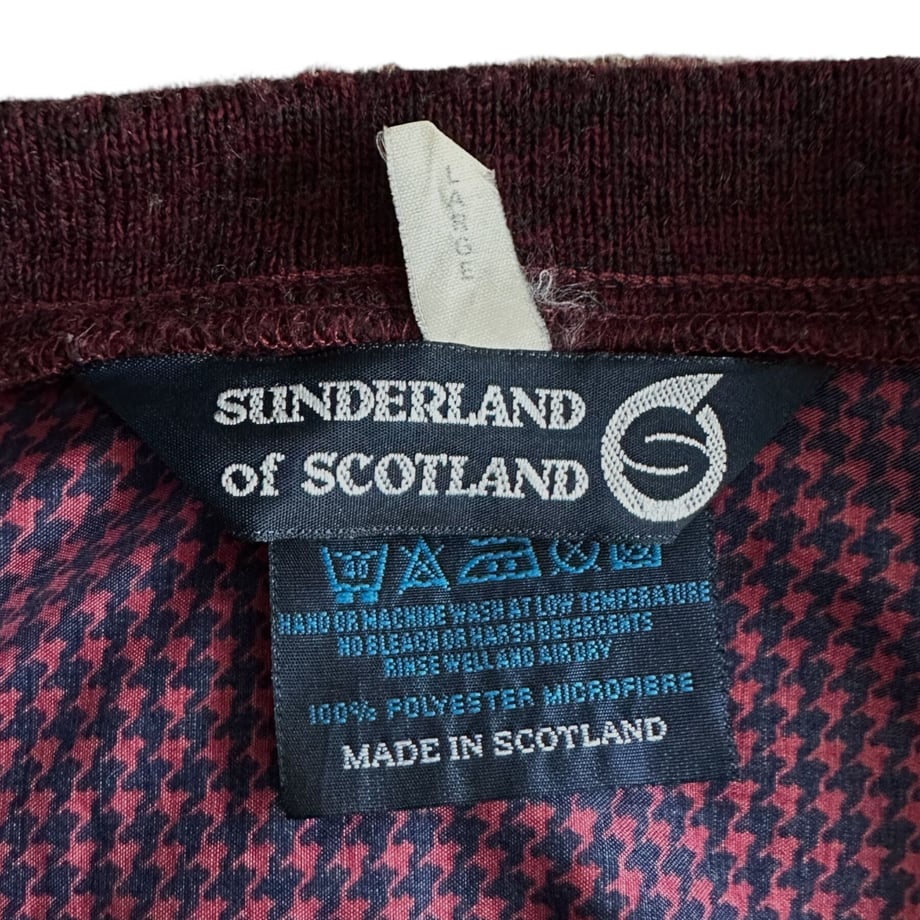 LARGE
SUNDERLAND
of SCOTLAND
40
HAND OR MACHINE WASH AT LOW TEMPERATURE
NO BLEACH OR HARSH DETERGENTS
RINSE WELL AND AIR DRY
100% POLYESTER MICROFIBRE
MADE IN SCOTLAND